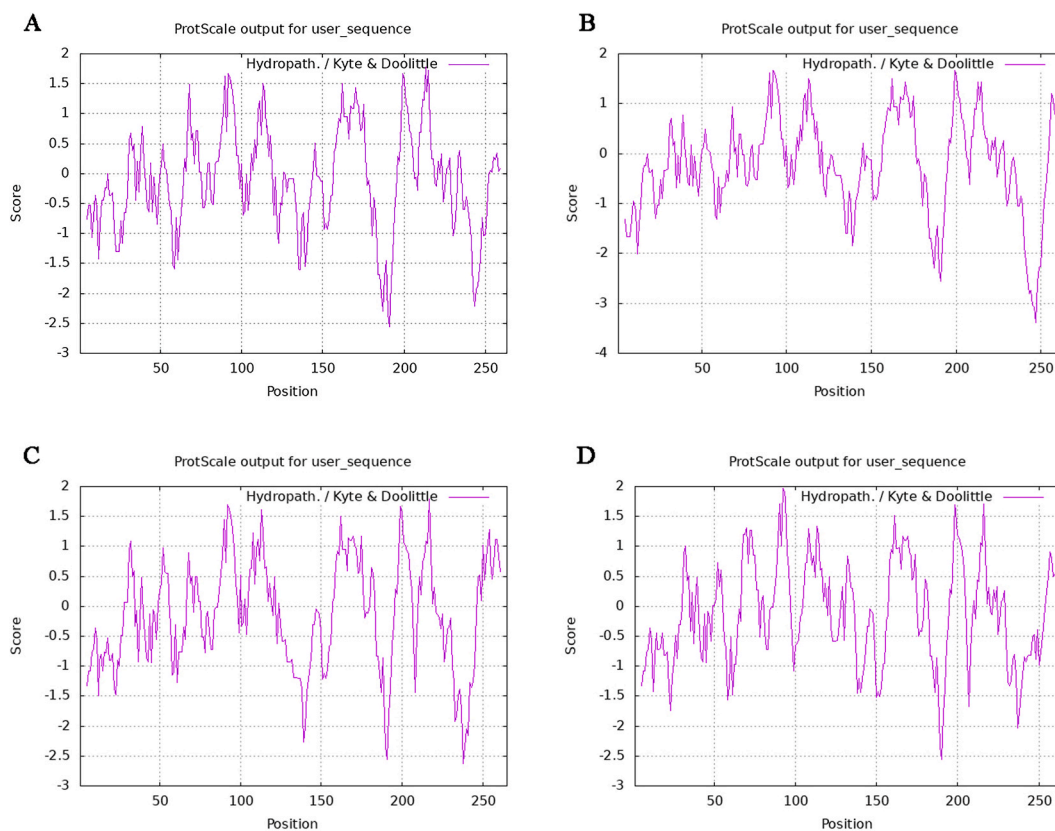 A
ProtScale output for user_sequence
Hydropath. / Kyte & Doolittle
2
1.5
1
0.5
0
-0.5
-1
-1.5
-2
-2.5
-3
Score
50 100 150 200 250
Position
B
ProtScale output for user_sequence
Hydropath. / Kyte & Doolittle
2
1
0
-1
-2
-3
-4
Score
50 100 150 200 250
Position
C
ProtScale output for user_sequence
Hydropath. / Kyte & Doolittle
2
1.5
1
0.5
0
-0.5
-1
-1.5
-2
-2.5
-3
Score
50 100 150 200 250
Position
D
ProtScale output for user_sequence
Hydropath. / Kyte & Doolittle
2
1.5
1
0.5
0
-0.5
-1
-1.5
-2
-2.5
-3
Score
50 100 150 200 250
Position